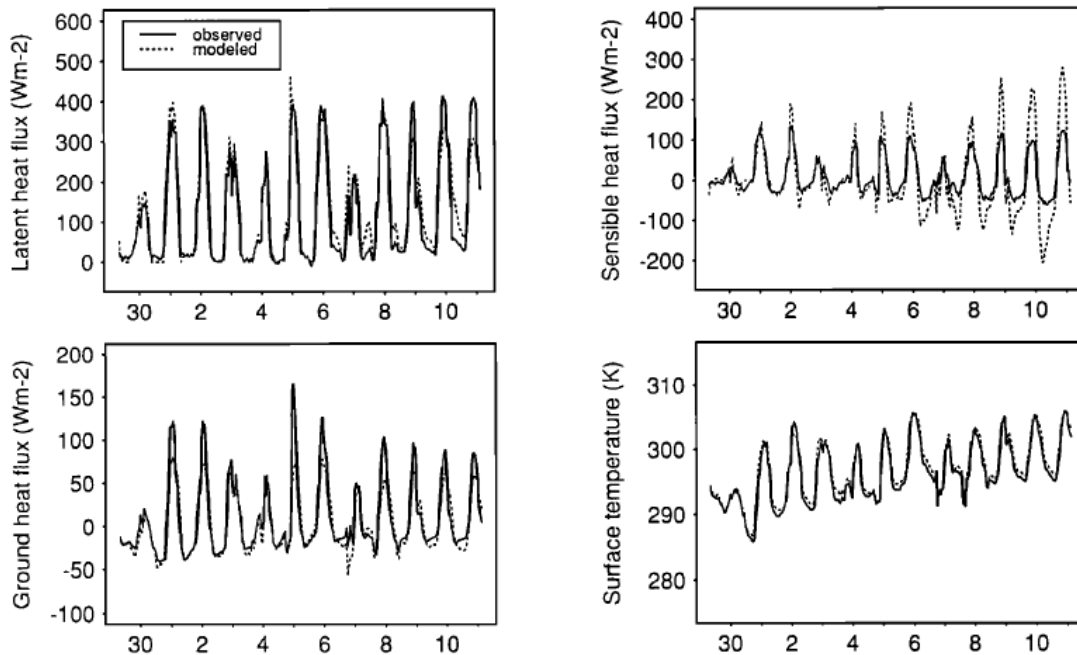 Latent heat flux (Wm-2)
600
500
400
300
200
100
0
observed
modeled
30 2 4 6 8 10
Sensible heat flux (Wm-2)
400
300
200
100
0
-100
-200
30 2 4 6 8 10
Ground heat flux (Wm-2)
200
150
100
50
0
-50
-100
30 2 4 6 8 10
Surface temperature (K)
310
300
290
280
30 2 4 6 8 10